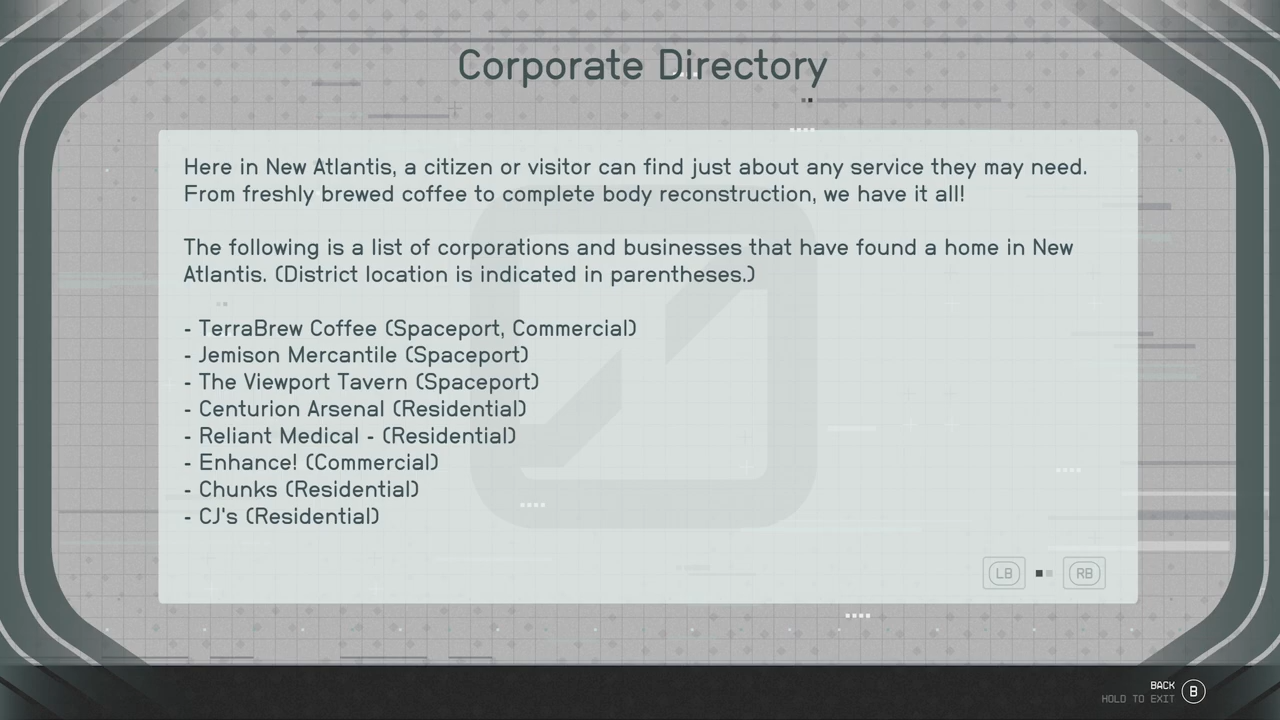 Corporate Directory
Here in New Atlantis, a citizen or visitor can find just about any service they may need.
From freshly brewed coffee to complete body reconstruction, we have it all!
The following is a list of corporations and businesses that have found a home in New
Atlantis. (District location is indicated in parentheses.)
- TerraBrew Coffee (Spaceport, Commercial)
- Jemison Mercantile (Spaceport)
- The Viewport Tavern (Spaceport)
- Centurion Arsenal (Residential)
- Reliant Medical - (Residential)
- Enhance! (Commercial)
- Chunks (Residential)
- CJ's (Residential)
LB RB
BACK
HOLD TO EXIT
B